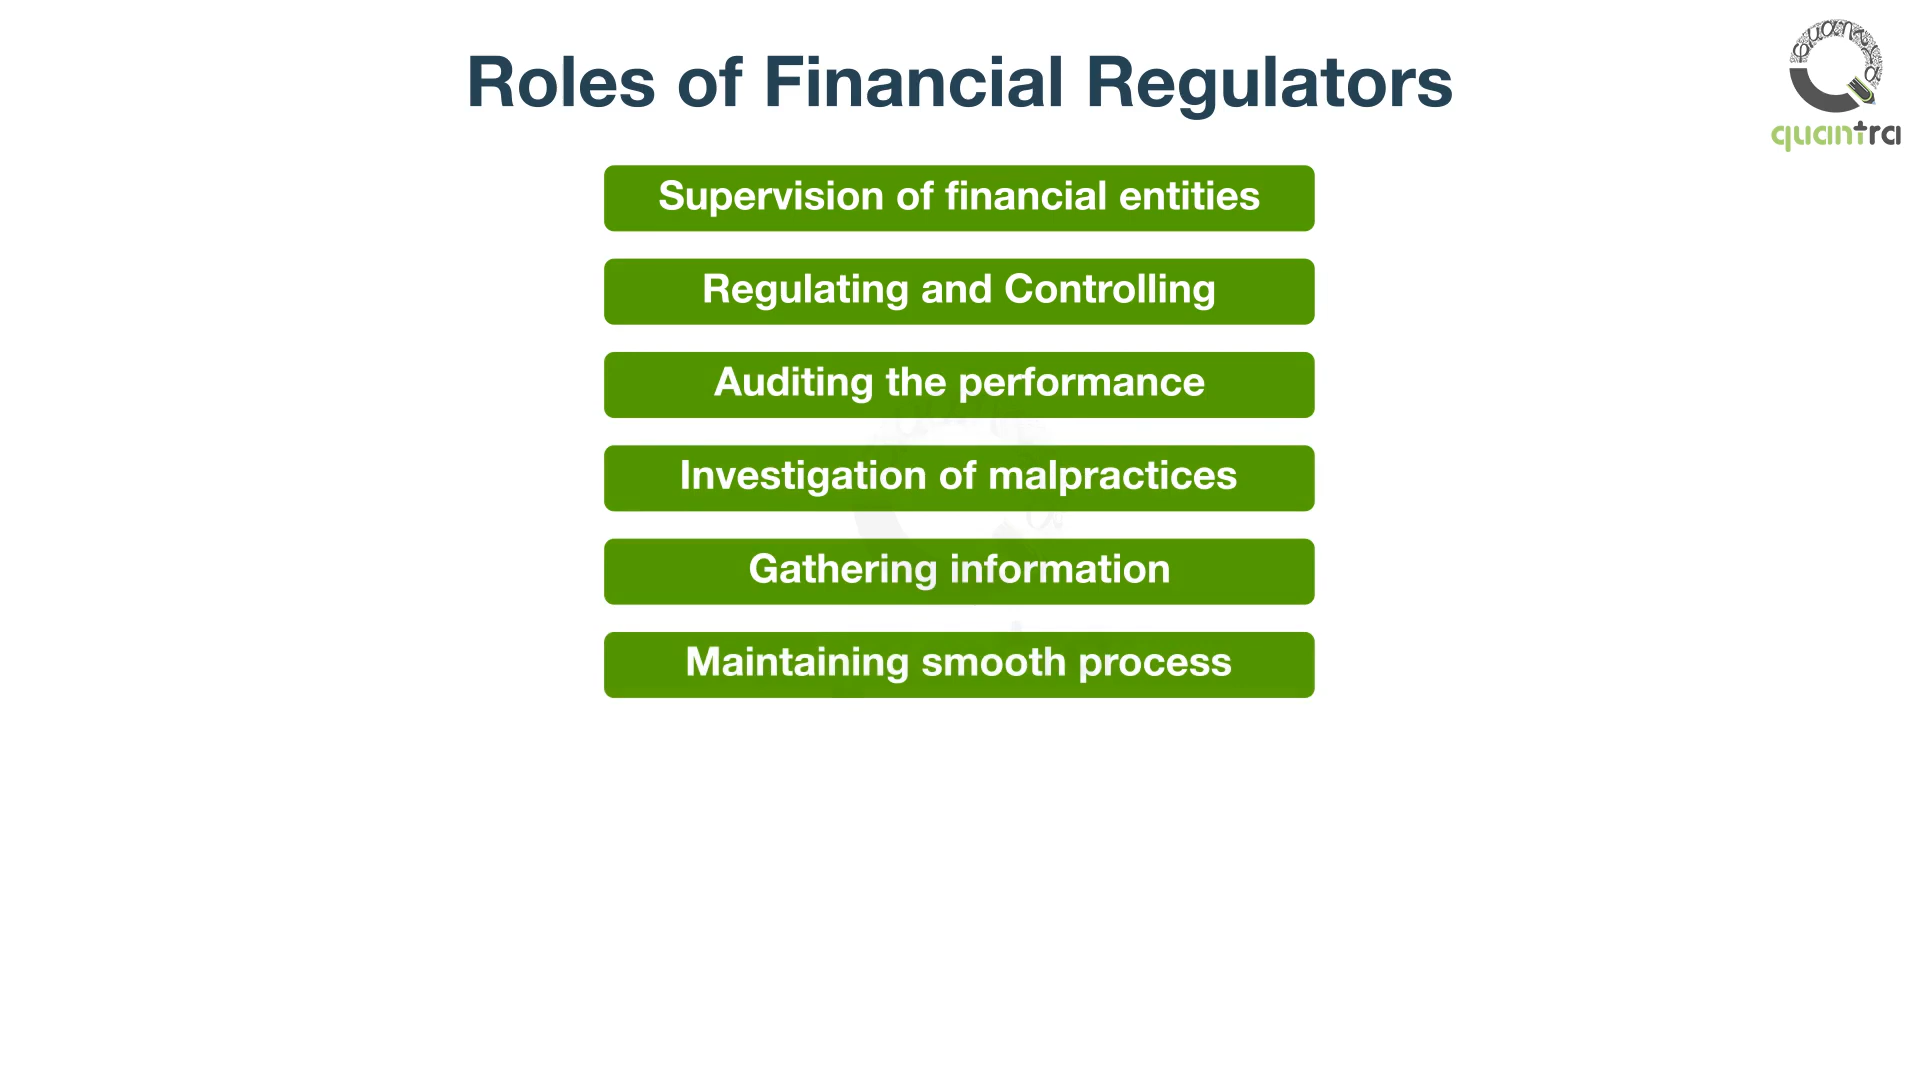 Roles of Financial Regulators
quantra
Supervision of financial entities
Regulating and Controlling
Auditing the performance
Investigation of malpractices
Gathering information
Maintaining smooth process